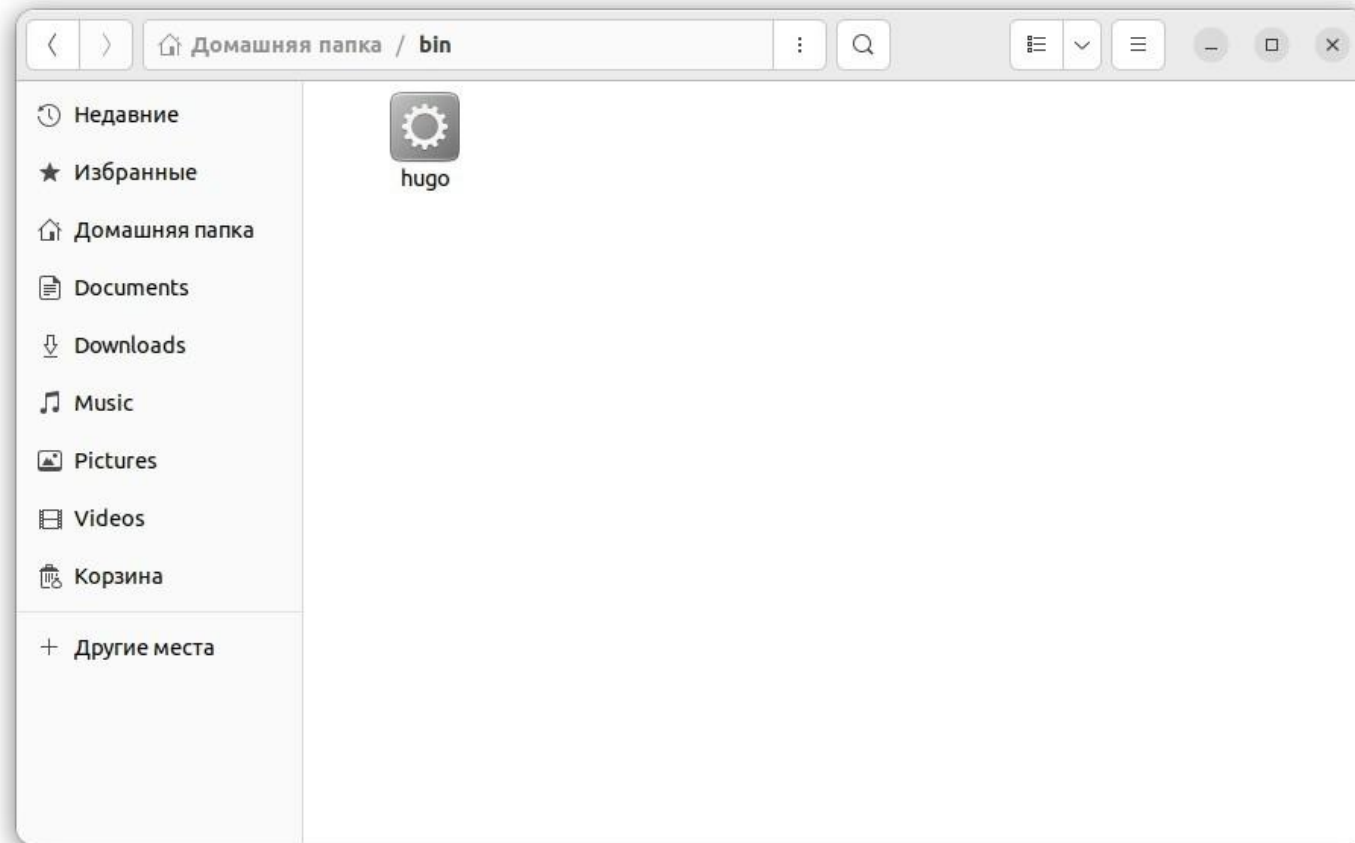 Домашняя папка / bin
Недавние
Избранные
Домашняя папка
Documents
Downloads
Music
Pictures
Videos
Корзина
Другие места
hugo